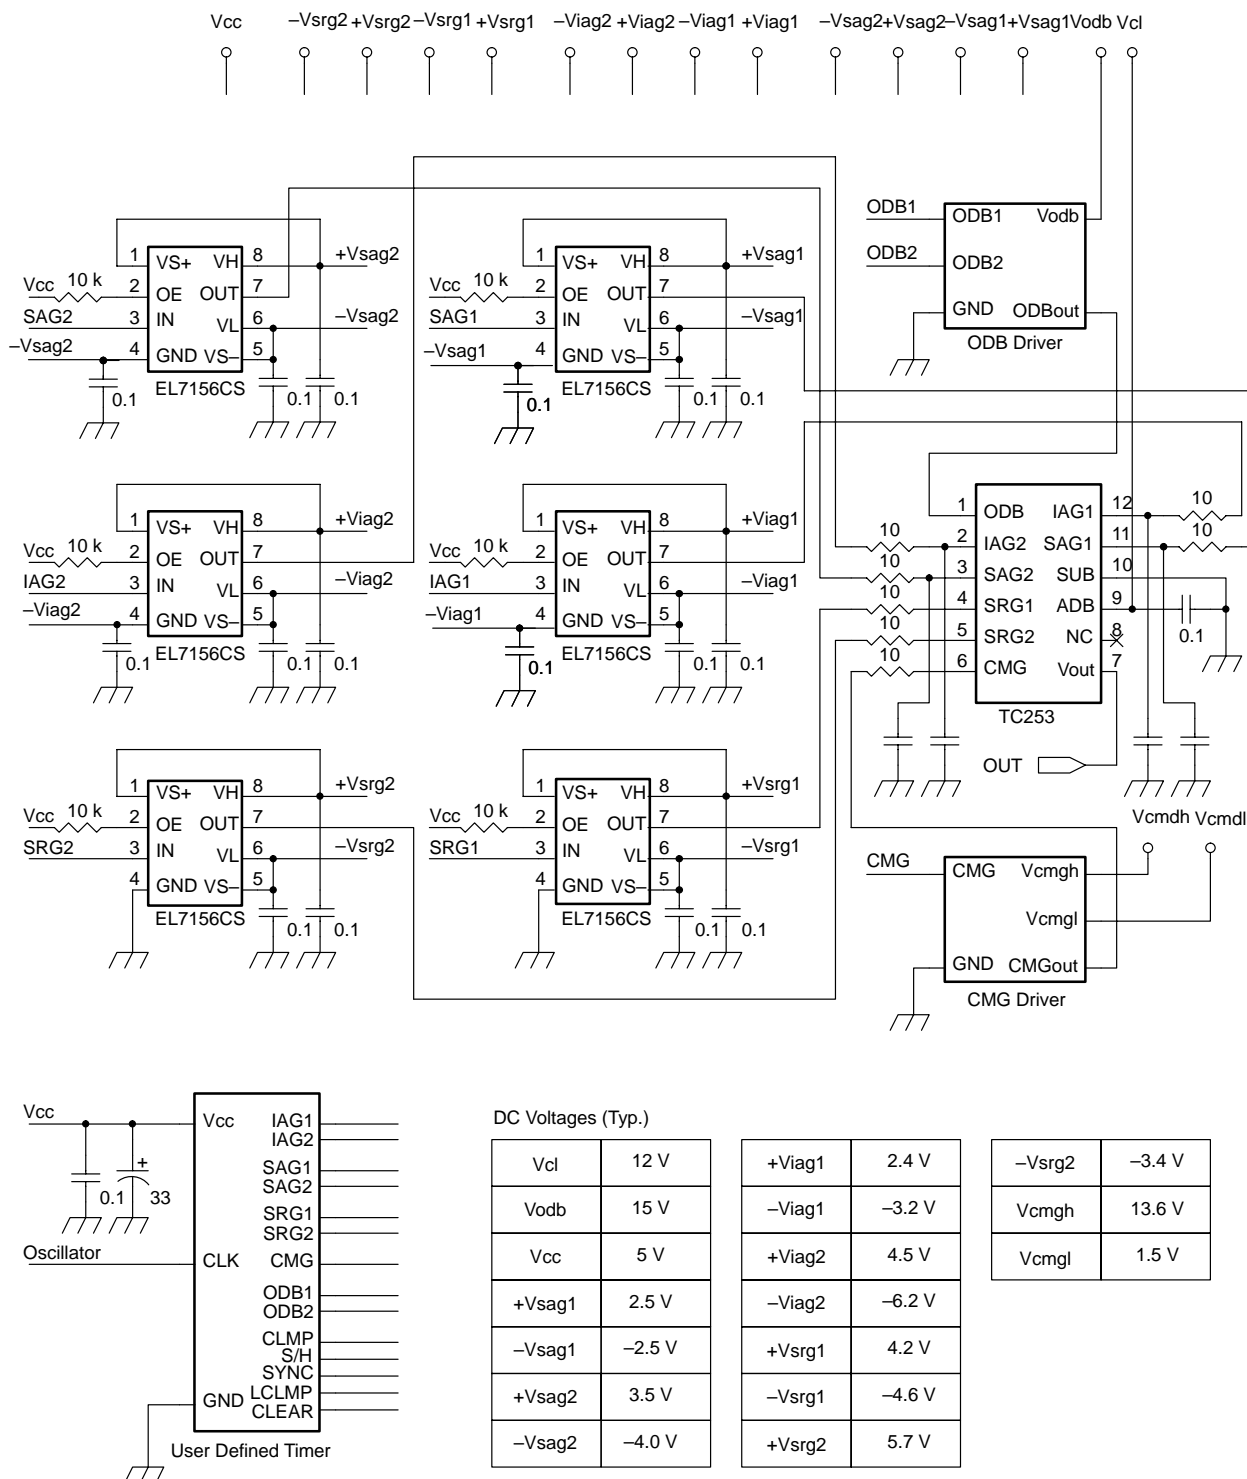 Vcc –Vsrg2 +Vsrg2 –Vsrg1 +Vsrg1 –Viag2 +Viag2 –Viag1 +Viag1 –Vsag2 +Vsag2 –Vsag1 +Vsag1 Vodb Vcl
1 VS+ VH 8 +Vsag2
Vcc 10 k 2 OE OUT 7
SAG2 3 IN VL 6 –Vsag2
–Vsag2 4 GND VS– 5
EL7156CS
0.1 0.1 0.1
1 VS+ VH 8 +Vsag1
Vcc 10 k 2 OE OUT 7
SAG1 3 IN VL 6 –Vsag1
–Vsag1 4 GND VS– 5
EL7156CS
0.1 0.1 0.1
ODB1 ODB1 Vodb
ODB2 ODB2
GND ODBout
ODB Driver
1 VS+ VH 8 +Viag2
Vcc 10 k 2 OE OUT 7
IAG2 3 IN VL 6 –Viag2
–Viag2 4 GND VS– 5
EL7156CS
0.1 0.1 0.1
1 VS+ VH 8 +Viag1
Vcc 10 k 2 OE OUT 7
IAG1 3 IN VL 6 –Viag1
–Viag1 4 GND VS– 5
EL7156CS
0.1 0.1 0.1
1 ODB IAG1 12 10
10 2 IAG2 SAG1 11 10
10 3 SAG2 SUB 10
10 4 SRG1 ADB 9 0.1
10 5 SRG2 NC 8
10 6 CMG Vout 7
TC253
OUT
1 VS+ VH 8 +Vsrg2
Vcc 10 k 2 OE OUT 7
SRG2 3 IN VL 6 –Vsrg2
4 GND VS– 5
EL7156CS
0.1 0.1
1 VS+ VH 8 +Vsrg1
Vcc 10 k 2 OE OUT 7
SRG1 3 IN VL 6 –Vsrg1
4 GND VS– 5
EL7156CS
0.1 0.1
Vcmdh Vcmdl
CMG CMG Vcmgh
Vcmgl
GND CMGout
CMG Driver
Vcc Vcc IAG1
IAG2
SAG1
SAG2
0.1 + 33
SRG1
SRG2
Oscillator CLK CMG
ODB1
ODB2
CLMP
S/H
SYNC
LCLMP
GND CLEAR
User Defined Timer
DC Voltages (Typ.)
Vcl 12 V
Vodb 15 V
Vcc 5 V
+Vsag1 2.5 V
–Vsag1 –2.5 V
+Vsag2 3.5 V
–Vsag2 –4.0 V
+Viag1 2.4 V
–Viag1 –3.2 V
+Viag2 4.5 V
–Viag2 –6.2 V
+Vsrg1 4.2 V
–Vsrg1 –4.6 V
+Vsrg2 5.7 V
–Vsrg2 –3.4 V
Vcmgh 13.6 V
Vcmgl 1.5 V